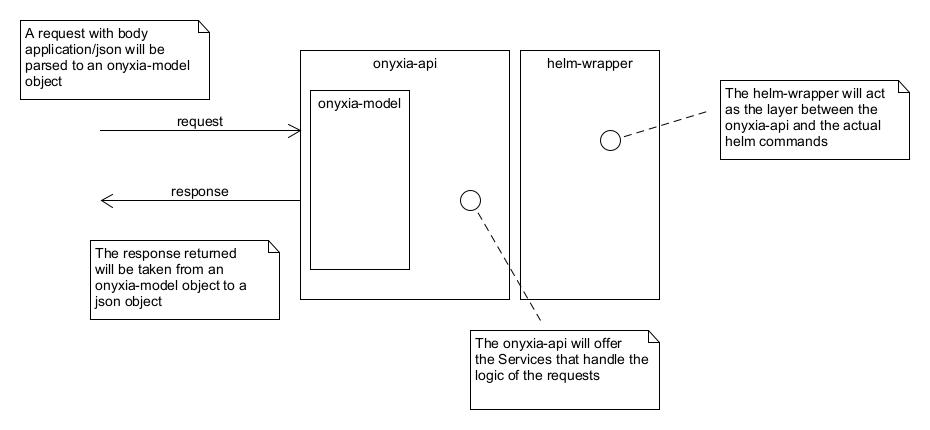 A request with body
application/json will be
parsed to an onyxia-model
object
onyxia-api
helm-wrapper
onyxia-model
The helm-wrapper will act
as the layer between the
onyxia-api and the actual
helm commands
request
response
The response returned
will be taken from an
onyxia-model object to a
json object
The onyxia-api will offer
the Services that handle the
logic of the requests